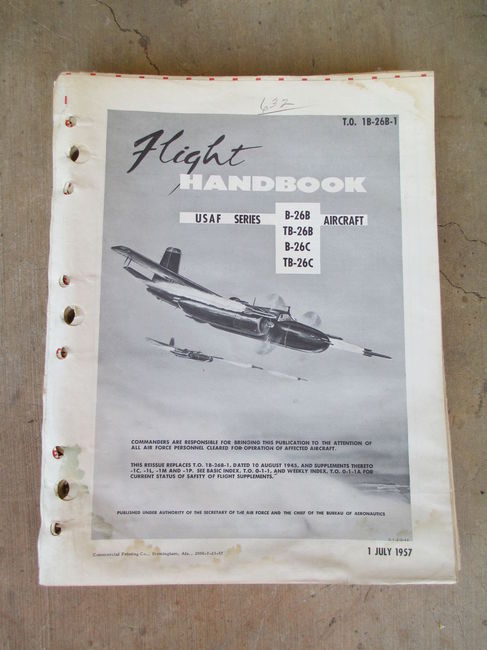 632
T.O. 1B-26B-1
Flight
HANDBOOK
USAF SERIES
B-26B
TB-26B
B-26C
TB-26C
AIRCRAFT
COMMANDERS ARE RESPONSIBLE FOR BRINGING THIS PUBLICATION TO THE ATTENTION OF
ALL AIR FORCE PERSONNEL CLEARED FOR OPERATION OF AFFECTED AIRCRAFT.
THIS REISSUE REPLACES T.O. 1B-26B-1, DATED 10 AUGUST 1945, AND SUPPLEMENTS THERETO
-1C, -1L, -1M AND -1P. SEE BASIC INDEX, T.O. 0-1-1, AND WEEKLY INDEX, T.O. 0-1-1A FOR
CURRENT STATUS OF SAFETY OF FLIGHT SUPPLEMENTS.
PUBLISHED UNDER AUTHORITY OF THE SECRETARY OF THE AIR FORCE AND THE CHIEF OF THE BUREAU OF AERONAUTICS
Commercial Printing Co., Birmingham, Ala.,
1 JULY 1957